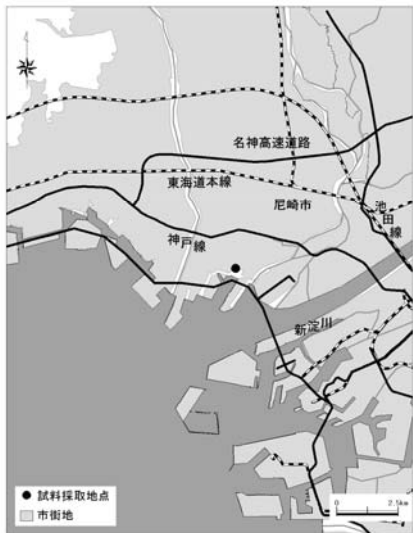 名神高速道路
東海道本線
尼崎市
池田線
神戸線
新淀川
● 試料採取地点
市街地
0 2.5km